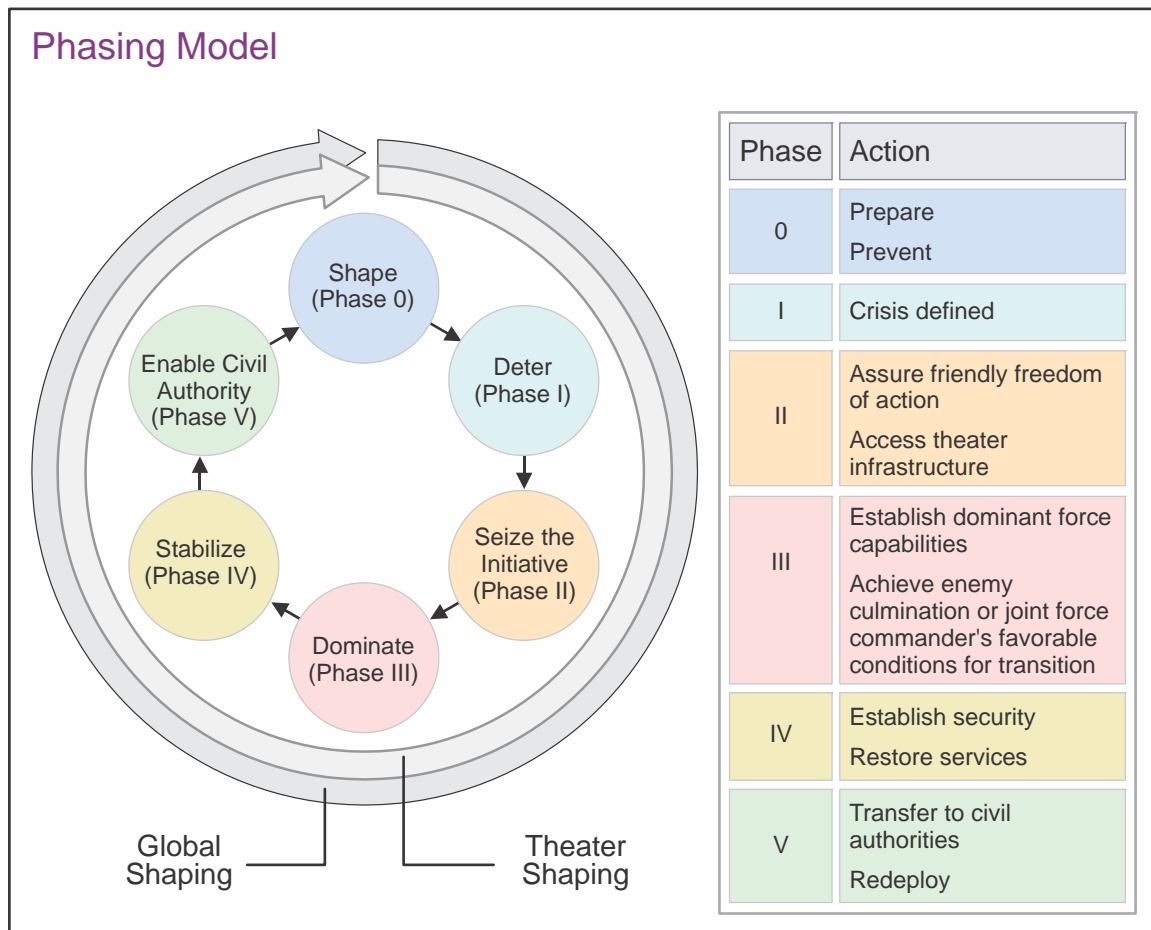 Phasing Model
Shape
(Phase 0)
Deter
(Phase I)
Seize the
Initiative
(Phase II)
Dominate
(Phase III)
Stabilize
(Phase IV)
Enable Civil
Authority
(Phase V)
Global
Shaping
Theater
Shaping
Phase Action
0
Prepare
Prevent
I
Crisis defined
II
Assure friendly freedom
of action
Access theater
infrastructure
III
Establish dominant force
capabilities
Achieve enemy
culmination or joint force
commander's favorable
conditions for transition
IV
Establish security
Restore services
V
Transfer to civil
authorities
Redeploy